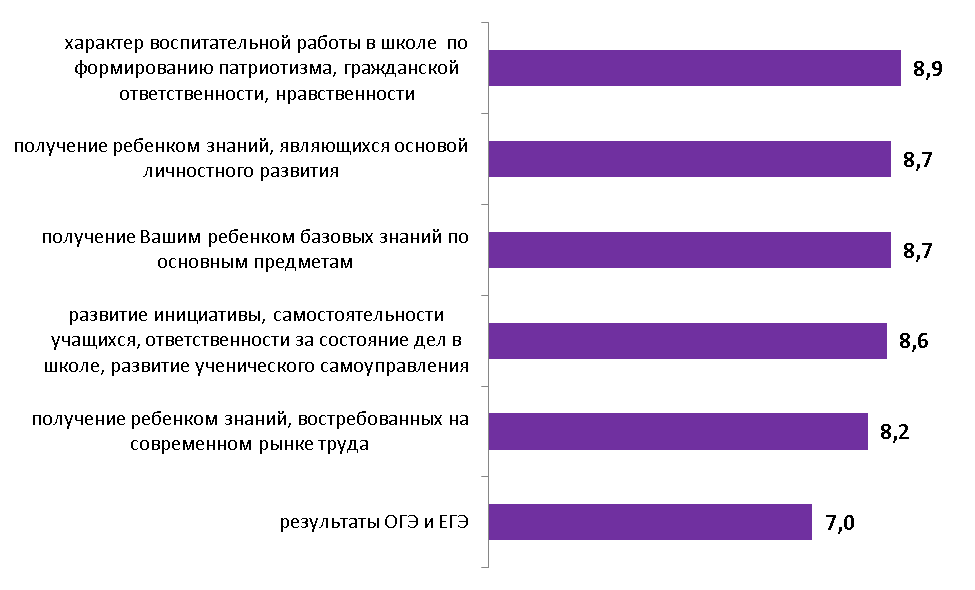 характер воспитательной работы в школе по
формированию патриотизма, гражданской
ответственности, нравственности
8,9
получение ребенком знаний, являющихся основой
личностного развития
8,7
получение Вашим ребенком базовых знаний по
основным предметам
8,7
развитие инициативы, самостоятельности
учащихся, ответственности за состояние дел в
школе, развитие ученического самоуправления
8,6
получение ребенком знаний, востребованных на
современном рынке труда
8,2
результаты ОГЭ и ЕГЭ
7,0